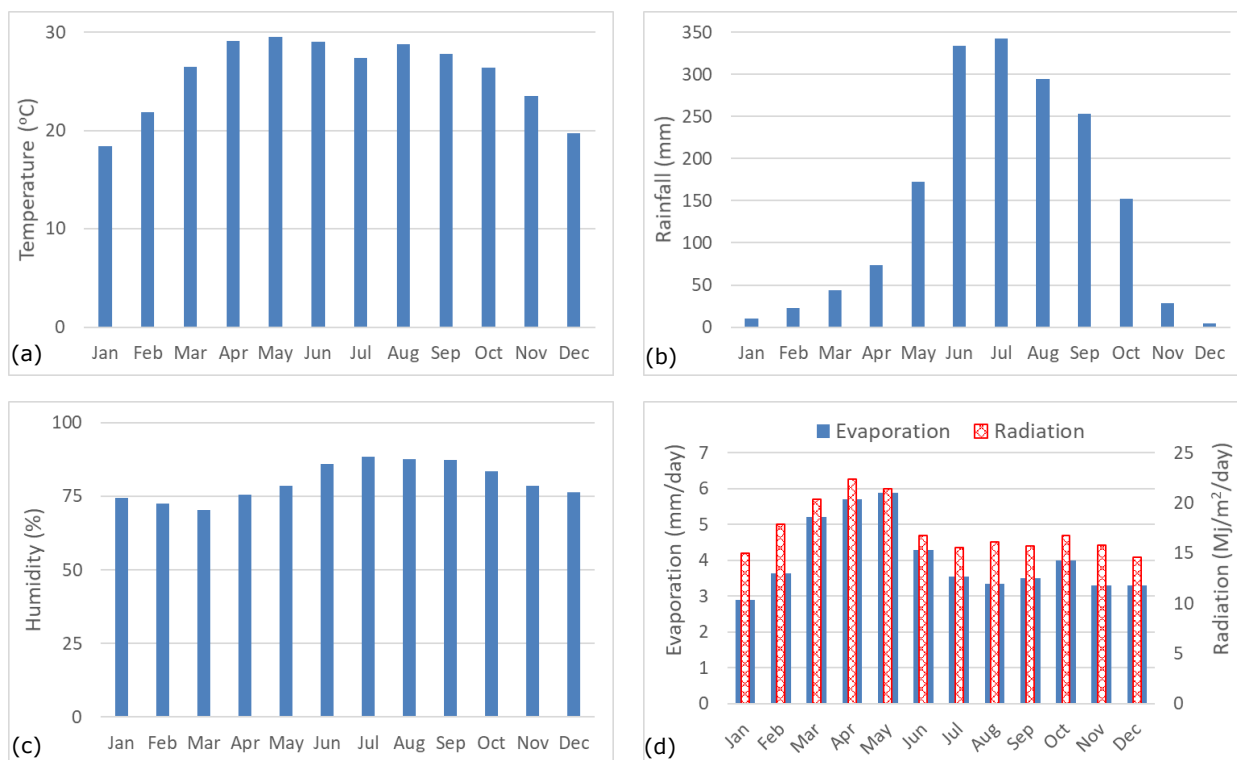 30
20
10
0
Temperature (ºC)
Jan Feb Mar Apr May Jun Jul Aug Sep Oct Nov Dec
(a)
350
300
250
200
150
100
50
0
Rainfall (mm)
Jan Feb Mar Apr May Jun Jul Aug Sep Oct Nov Dec
(b)
100
75
50
25
0
Humidity (%)
Jan Feb Mar Apr May Jun Jul Aug Sep Oct Nov Dec
(c)
Evaporation Radiation
7
6
5
4
3
2
1
0
Evaporation (mm/day)
25
20
15
10
5
0
Radiation (Mj/m²/day)
Jan Feb Mar Apr May Jun Jul Aug Sep Oct Nov Dec
(d)